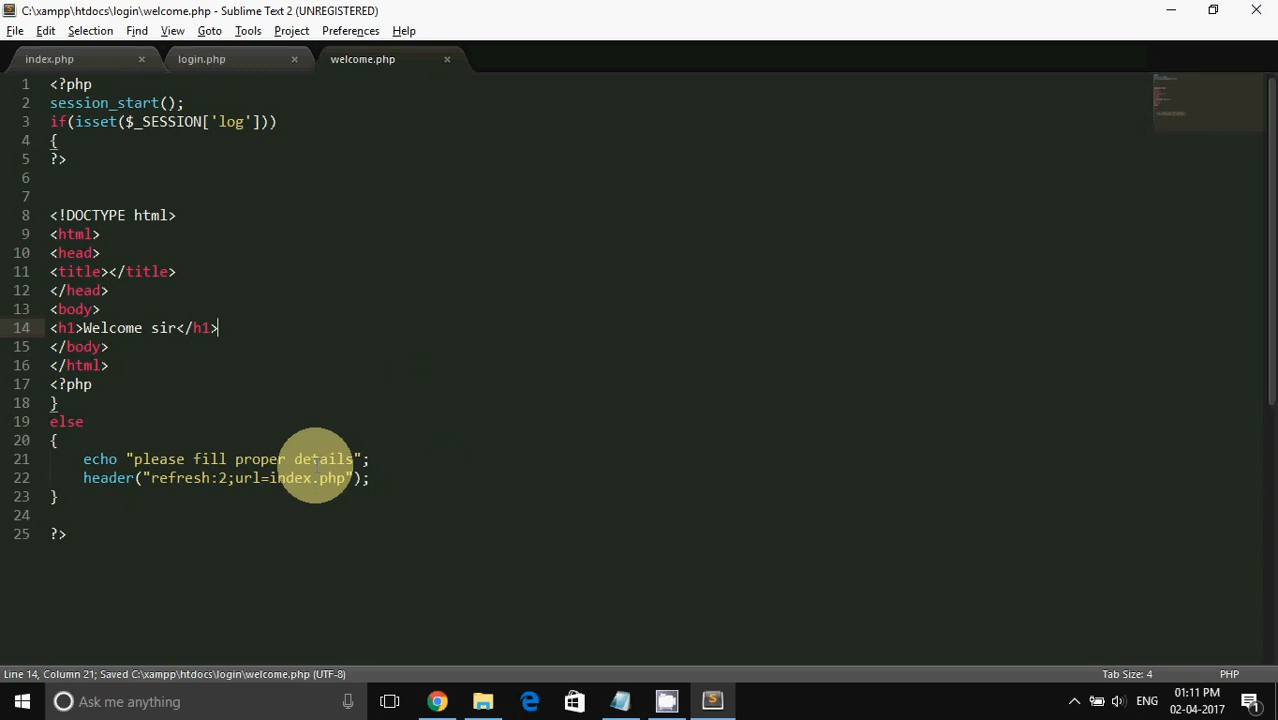 C:\xampp\htdocs\login\welcome.php - Sublime Text 2 (UNREGISTERED)
File Edit Selection Find View Goto Tools Project Preferences Help
index.php × login.php × welcome.php ×
1 <?php
2 session_start();
3 if(isset($_SESSION['log']))
4 {
5 ?>
6
7
8 <!DOCTYPE html>
9 <html>
10 <head>
11 <title></title>
12 </head>
13 <body>
14 <h1>Welcome sir</h1>
15 </body>
16 </html>
17 <?php
18 }
19 else
20 {
21 echo "please fill proper details";
22 header("refresh:2;url=index.php");
23 }
24
25 ?>
Line 14, Column 21; Saved C:\xampp\htdocs\login\welcome.php (UTF-8) Tab Size: 4 PHP
Ask me anything ENG 01:11 PM
02-04-2017 1